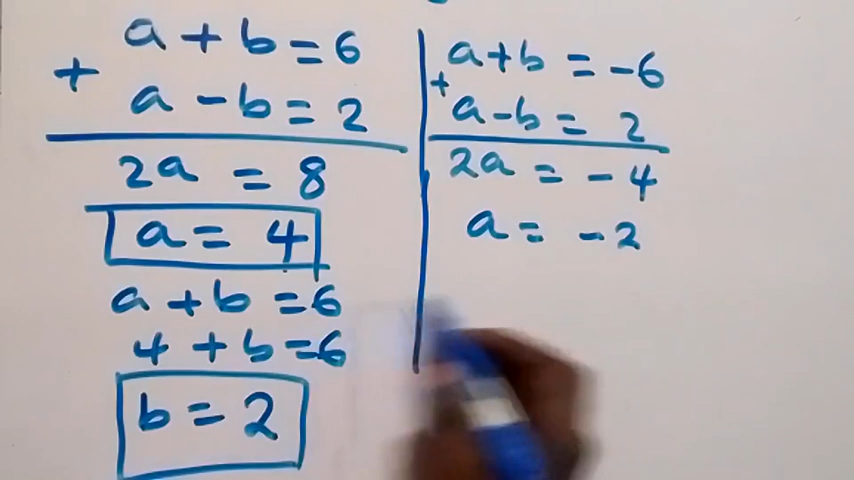 a + b = 6
+
a - b = 2
2a = 8
a = 4
a + b = 6
4 + b = 6
b = 2
a + b = -6
+
a - b = 2
2a = -4
a = -2